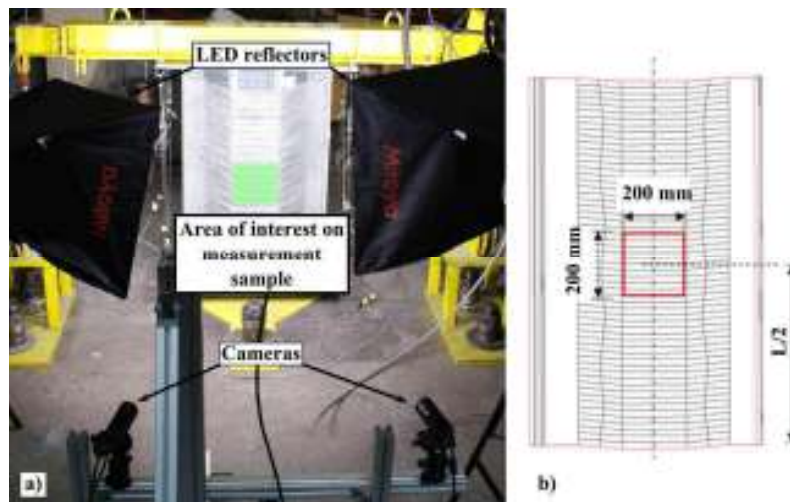 LED reflectors
Area of interest on
measurement
sample
Cameras
a)
200 mm
200 mm
L/2
b)